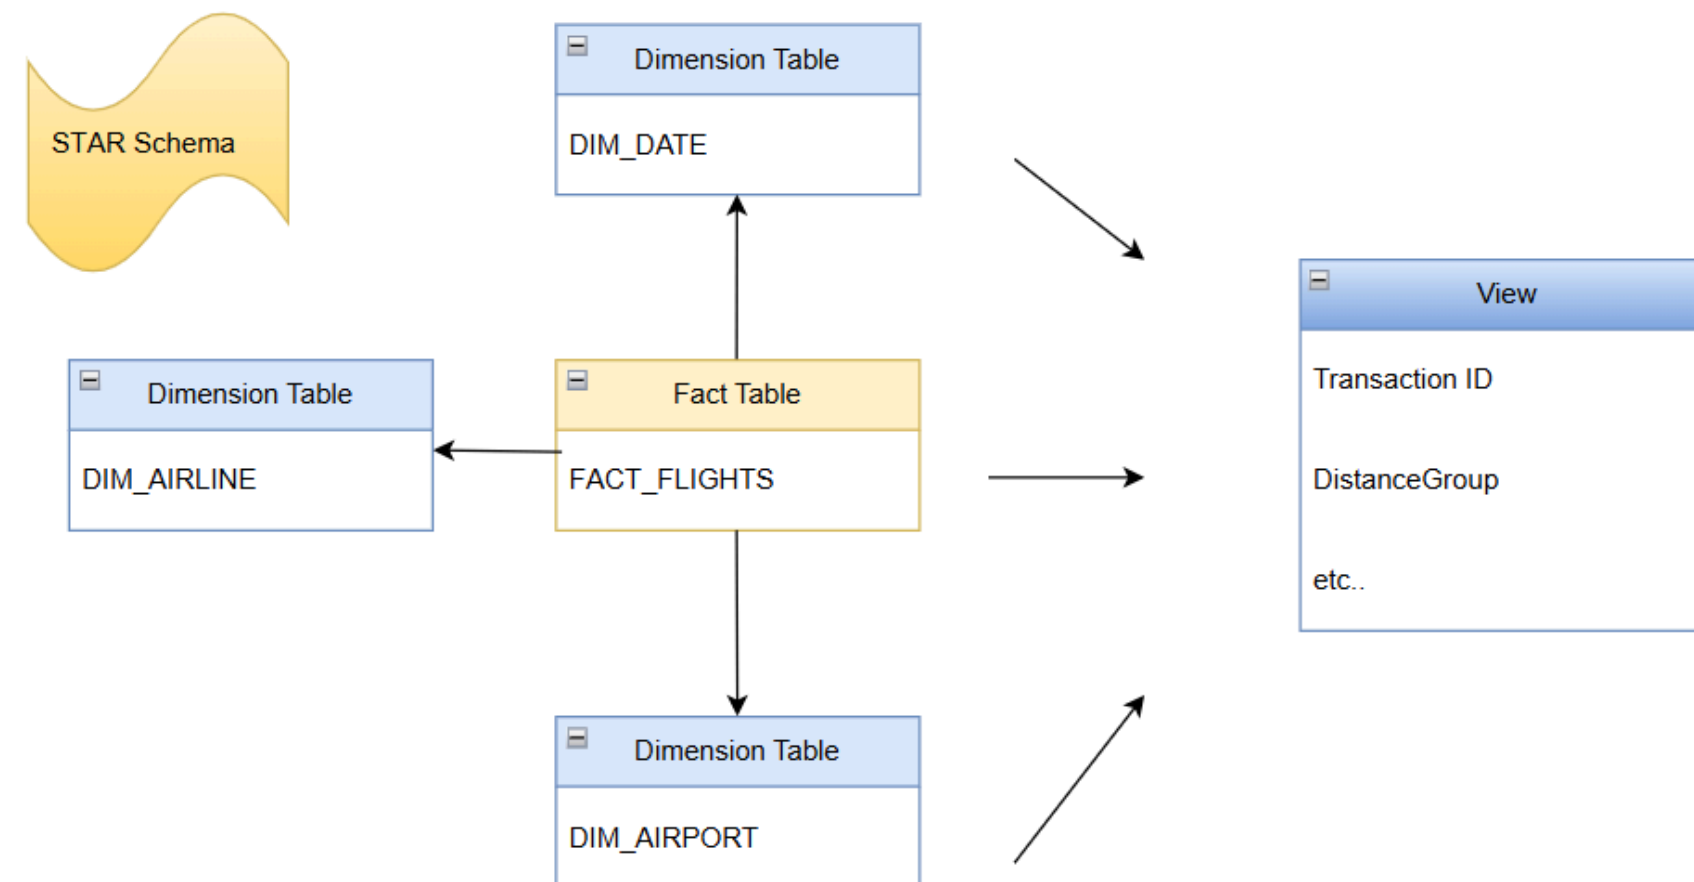 STAR Schema
Dimension Table
DIM_DATE
View
Transaction ID
DistanceGroup
etc..
Dimension Table
DIM_AIRLINE
Fact Table
FACT_FLIGHTS
Dimension Table
DIM_AIRPORT